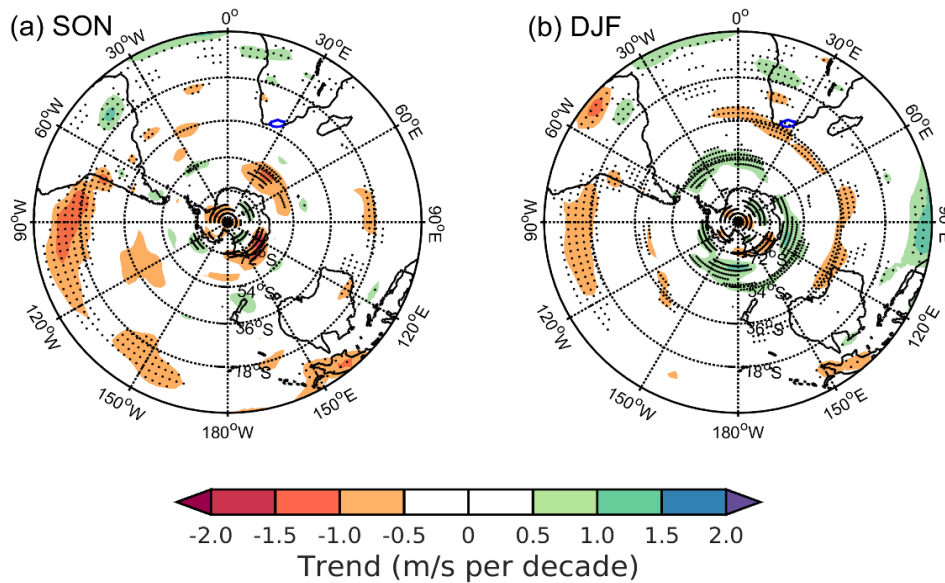 (a) SON
0°
30°E
60°E
90°E
120°E
150°E
180°W
150°W
120°W
90°W
60°W
30°W
54°S
36°S
18°S
(b) DJF
0°
30°E
60°E
90°E
120°E
150°E
180°W
150°W
120°W
90°W
60°W
30°W
54°S
36°S
18°S
-2.0 -1.5 -1.0 -0.5 0 0.5 1.0 1.5 2.0
Trend (m/s per decade)